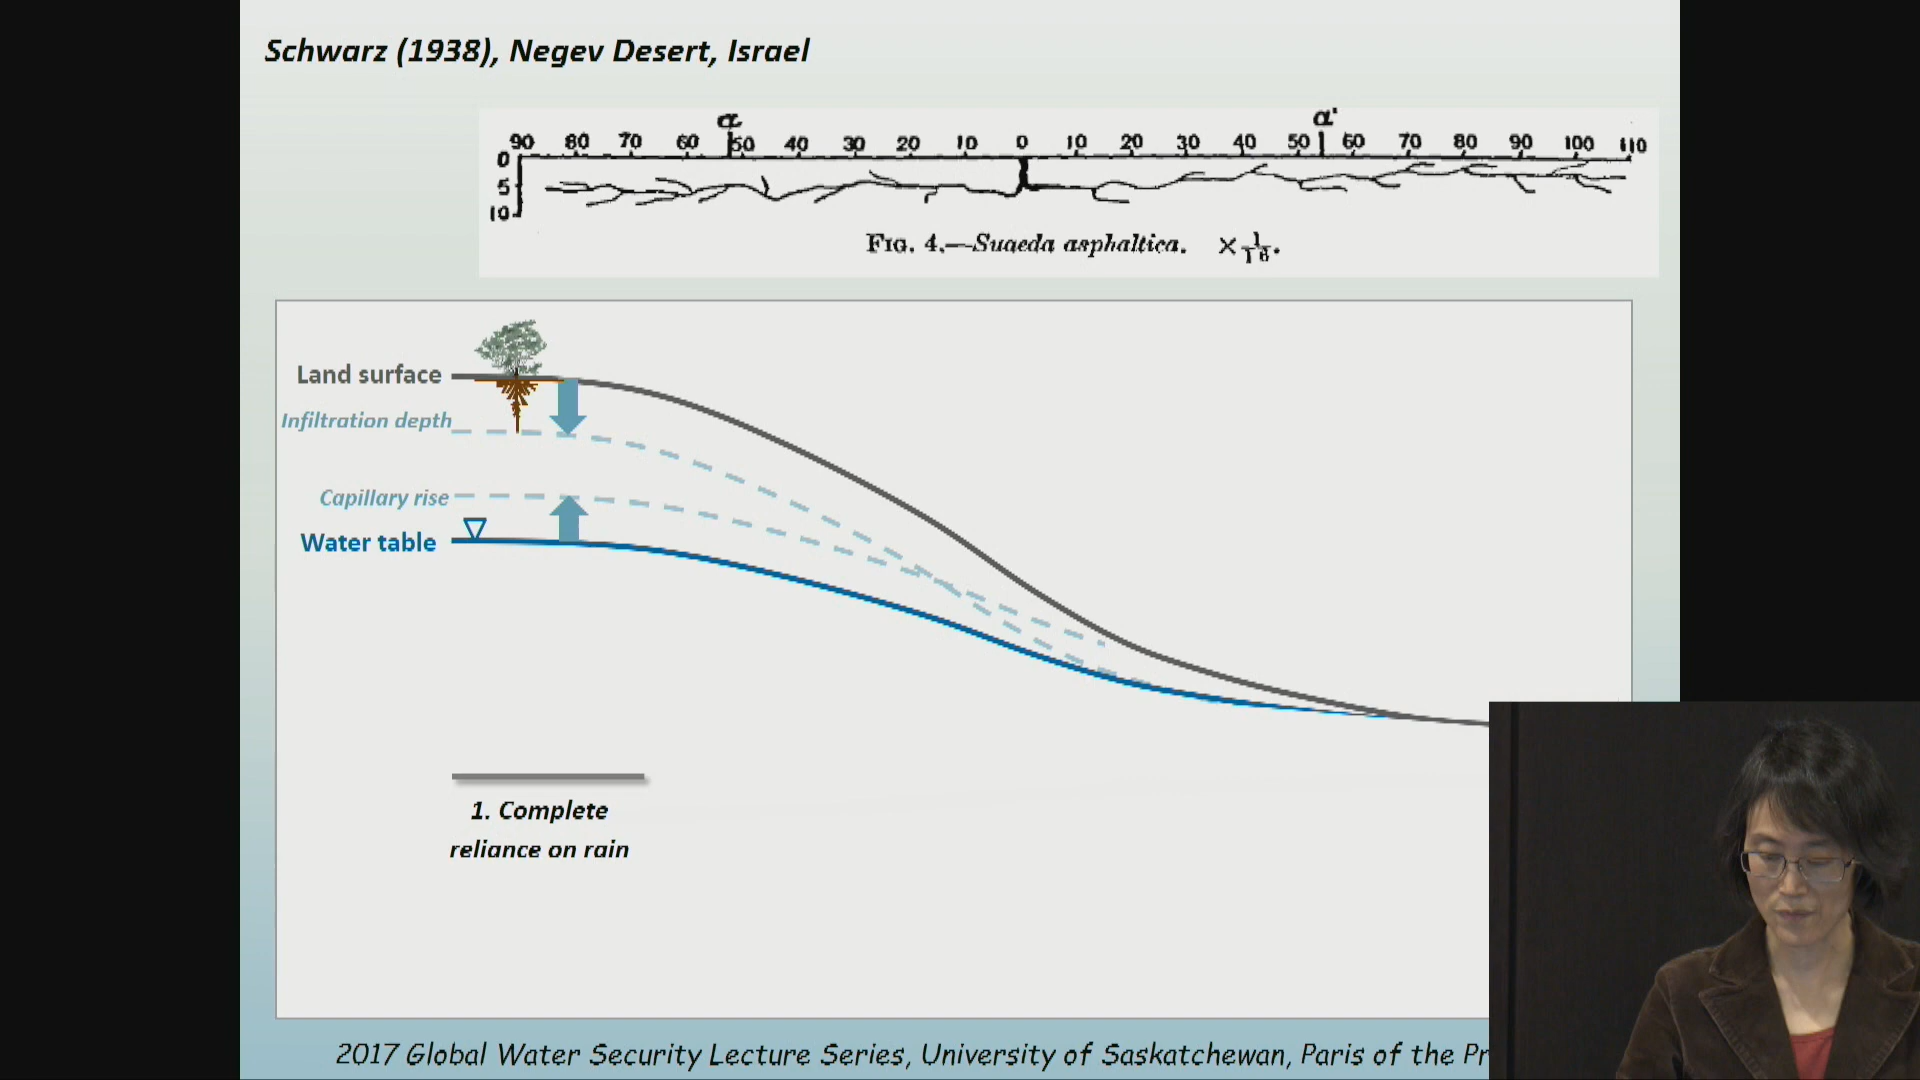 Schwarz (1938), Negev Desert, Israel
a a'
90 80 70 60 50 40 30 20 10 0 10 20 30 40 50 60 70 80 90 100 110
0
5
10
FIG. 4.—Suaeda asphaltica. × 1/16.
Land surface
Infiltration depth
Capillary rise
Water table
1. Complete
reliance on rain
2017 Global Water Security Lecture Series, University of Saskatchewan, Paris of the Pr